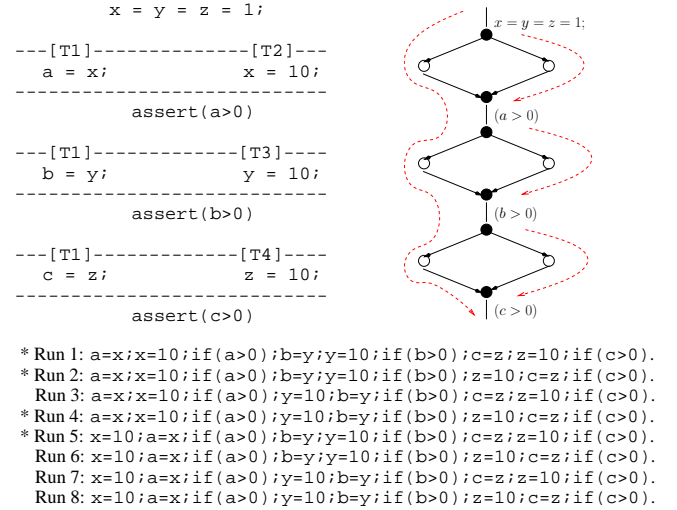 x = y = z = 1;
---[T1]-------------[T2]---
a = x; x = 10;
-----------------------------
assert(a>0)
---[T1]-------------[T3]---
b = y; y = 10;
-----------------------------
assert(b>0)
---[T1]-------------[T4]---
c = z; z = 10;
-----------------------------
assert(c>0)
x = y = z = 1;
(a > 0)
(b > 0)
(c > 0)
* Run 1: a=x;x=10;if(a>0);b=y;y=10;if(b>0);c=z;z=10;if(c>0).
* Run 2: a=x;x=10;if(a>0);b=y;y=10;if(b>0);z=10;c=z;if(c>0).
Run 3: a=x;x=10;if(a>0);y=10;b=y;if(b>0);c=z;z=10;if(c>0).
* Run 4: a=x;x=10;if(a>0);y=10;b=y;if(b>0);z=10;c=z;if(c>0).
* Run 5: x=10;a=x;if(a>0);b=y;y=10;if(b>0);c=z;z=10;if(c>0).
Run 6: x=10;a=x;if(a>0);b=y;y=10;if(b>0);z=10;c=z;if(c>0).
Run 7: x=10;a=x;if(a>0);y=10;b=y;if(b>0);c=z;z=10;if(c>0).
Run 8: x=10;a=x;if(a>0);y=10;b=y;if(b>0);z=10;c=z;if(c>0).